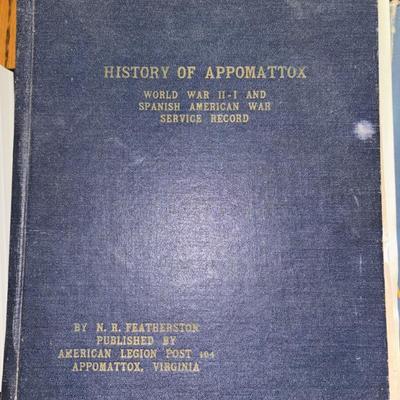 HISTORY OF APPOMATTOX
WORLD WAR II-I AND
SPANISH AMERICAN WAR
SERVICE RECORD
BY N. R. FEATHERSTON
PUBLISHED BY
AMERICAN LEGION POST 104
APPOMATTOX, VIRGINIA